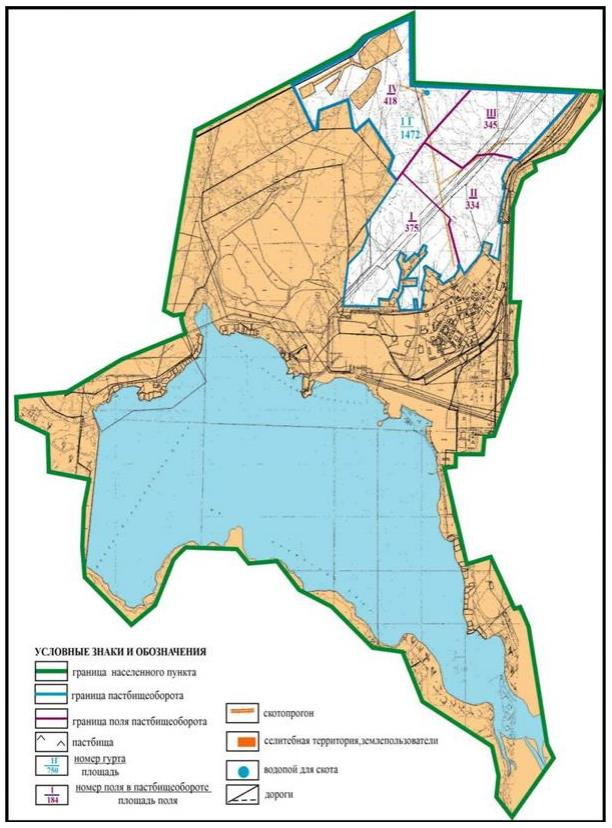 IV
418
1 Г
1472
Ш
345
II
334
I
375
УСЛОВНЫЕ ЗНАКИ И ОБОЗНАЧЕНИЯ
граница населенного пункта
граница пастбищеоборота
граница поля пастбищеоборота
пастбища
1Г
750
номер гурта
площадь
I
184
номер поля в пастбищеобороте
площадь поля
скотопрогон
селитебная территория,землепользователи
водопой для скота
дороги